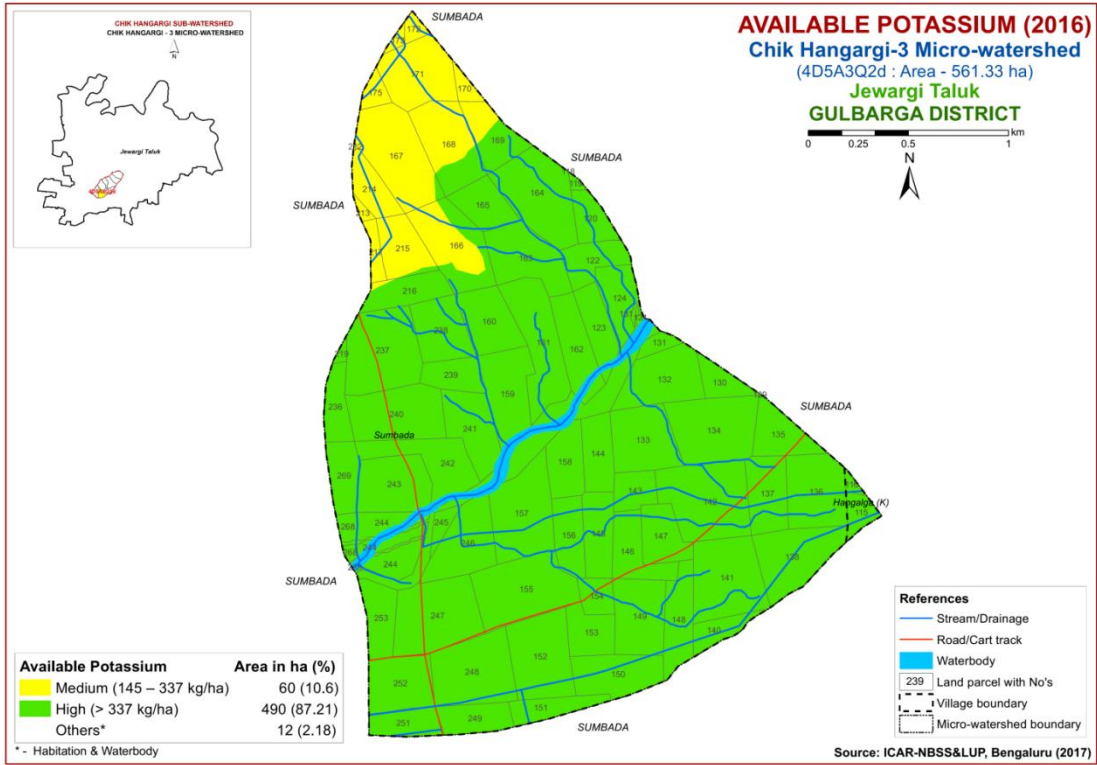 CHIK HANGARGI SUB-WATERSHED
CHIK HANGARGI - 3 MICRO-WATERSHED
N
Jewargi Taluk
AVAILABLE POTASSIUM (2016)
Chik Hangargi-3 Micro-watershed
(4D5A3Q2d : Area - 561.33 ha)
Jewargi Taluk
GULBARGA DISTRICT
km
0 0.25 0.5 1
N
SUMBADA
172
171
175 170
169
168
167
SUMBADA
164
119
214
SUMBADA
165
120
215 166
163
122
216
124
160
123
131
237
238
161
162
239
132
130
159
236
SUMBADA
240
241
134
135
Sumbada
133
242
144
158
269
243
143
142
137
136
Hangalga (K)
268
244
245
157
115
246
156
145
147
146
244
SUMBADA
141
155
154
253
247
149
148
140
153
152
248
150
252
151
249
251
SUMBADA
References
Stream/Drainage
Road/Cart track
Waterbody
239 Land parcel with No's
Village boundary
Micro-watershed boundary
Available Potassium Area in ha (%)
Medium (145 – 337 kg/ha) 60 (10.6)
High (> 337 kg/ha) 490 (87.21)
Others* 12 (2.18)
* - Habitation & Waterbody
Source: ICAR-NBSS&LUP, Bengaluru (2017)